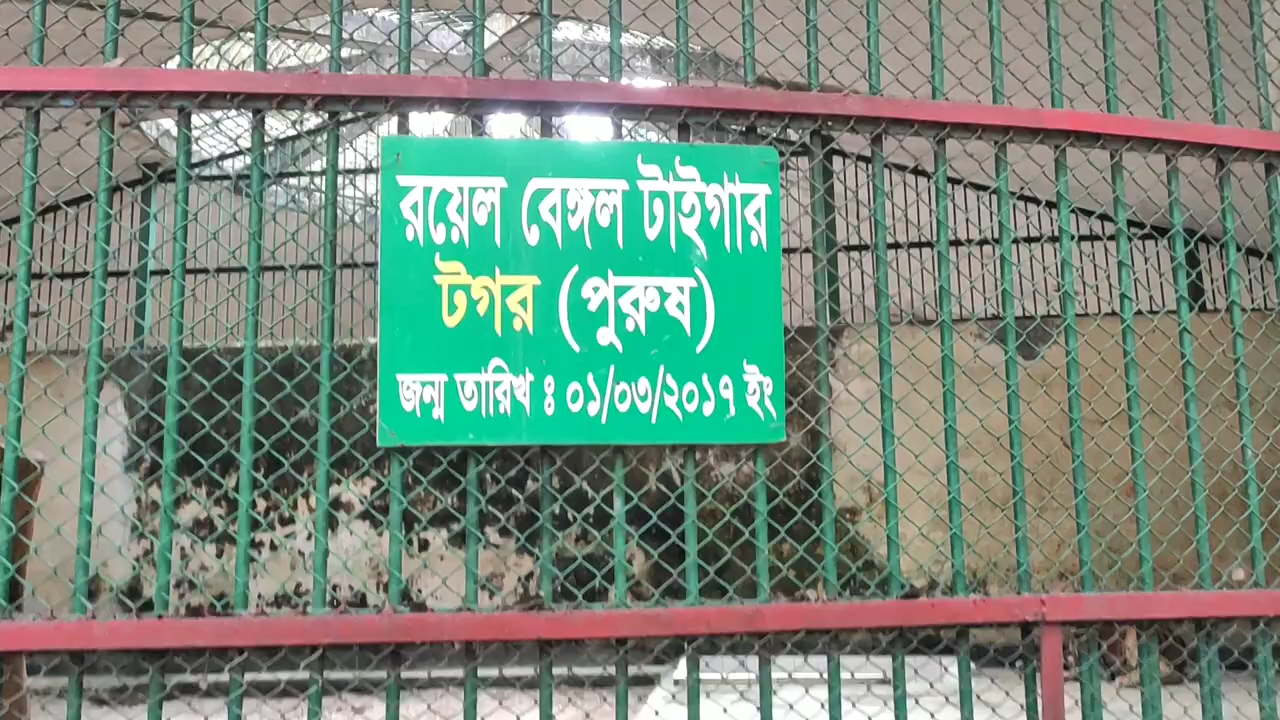 রয়েল বেঙ্গল টাইগার
টগর (পুরুষ)
জন্ম তারিখ ঃ ০১/০৩/২০১৭ ইং